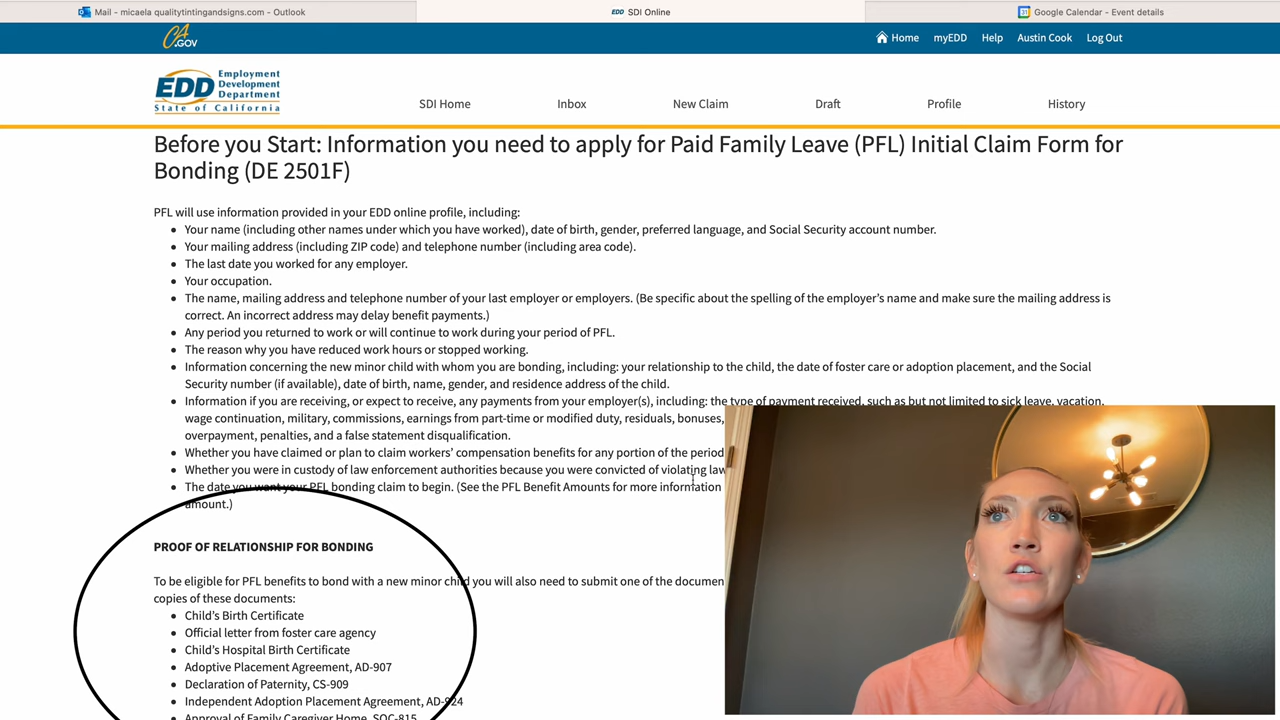 Mail - micaela qualitytintingandsigns.com - Outlook
EDD SDI Online
Google Calendar - Event details
CA.GOV
Home myEDD Help Austin Cook Log Out
EDD Employment
Development
Department
State of California
SDI Home Inbox New Claim Draft Profile History
Before you Start: Information you need to apply for Paid Family Leave (PFL) Initial Claim Form for
Bonding (DE 2501F)
PFL will use information provided in your EDD online profile, including:
• Your name (including other names under which you have worked), date of birth, gender, preferred language, and Social Security account number.
• Your mailing address (including ZIP code) and telephone number (including area code).
• The last date you worked for any employer.
• Your occupation.
• The name, mailing address and telephone number of your last employer or employers. (Be specific about the spelling of the employer's name and make sure the mailing address is
correct. An incorrect address may delay benefit payments.)
• Any period you returned to work or will continue to work during your period of PFL.
• The reason why you have reduced work hours or stopped working.
• Information concerning the new minor child with whom you are bonding, including: your relationship to the child, the date of foster care or adoption placement, and the Social
Security number (if available), date of birth, name, gender, and residence address of the child.
• Information if you are receiving, or expect to receive, any payments from your employer(s), including: the type of payment received, such as but not limited to sick leave, vacation,
wage continuation, military, commissions, earnings from part-time or modified duty, residuals, bonuses,
overpayment, penalties, and a false statement disqualification.
• Whether you have claimed or plan to claim workers' compensation benefits for any portion of the period
• Whether you were in custody of law enforcement authorities because you were convicted of violating law
• The date you want your PFL bonding claim to begin. (See the PFL Benefit Amounts for more information
amount.)
PROOF OF RELATIONSHIP FOR BONDING
To be eligible for PFL benefits to bond with a new minor child you will also need to submit one of the documen
copies of these documents:
• Child's Birth Certificate
• Official letter from foster care agency
• Child's Hospital Birth Certificate
• Adoptive Placement Agreement, AD-907
• Declaration of Paternity, CS-909
• Independent Adoption Placement Agreement, AD-924
• Approval of Family Caregiver Home, SOC-815